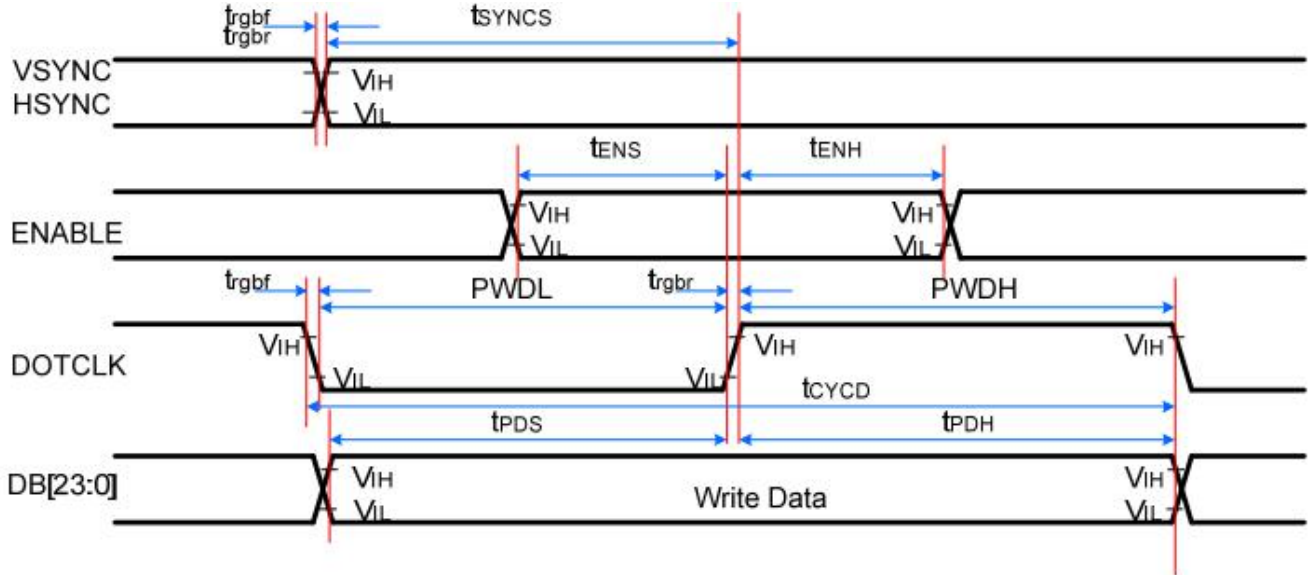 trgbf
trgbr
tSYNCS
VSYNC
HSYNC
VIH
VIL
tENS
tENH
ENABLE
VIH
VIL
VIH
VIL
trgbf
PWDL
trgbr
PWDH
DOTCLK
VIH
VIL
VIL
VIH
VIH
tCYCD
tPDS
tPDH
DB[23:0]
VIH
VIL
Write Data
VIH
VIL